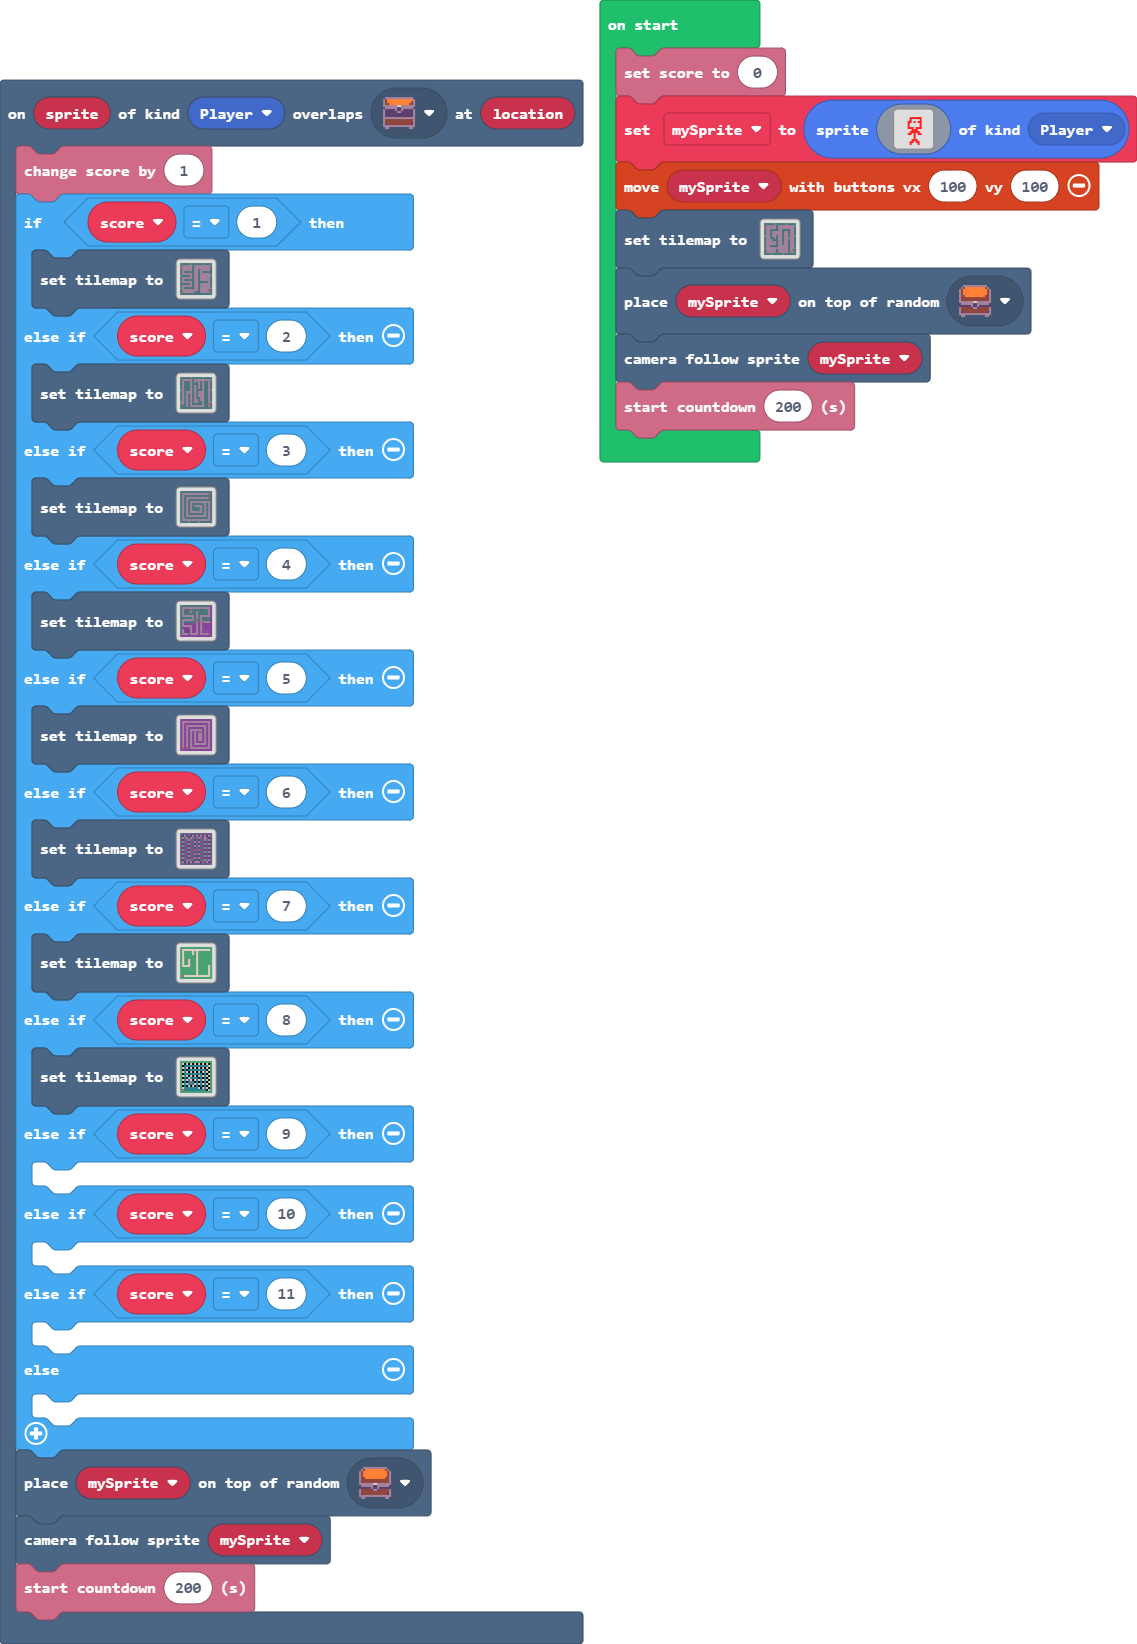 on sprite of kind Player overlaps at location
change score by 1
if score = 1 then
set tilemap to
else if score = 2 then
set tilemap to
else if score = 3 then
set tilemap to
else if score = 4 then
set tilemap to
else if score = 5 then
set tilemap to
else if score = 6 then
set tilemap to
else if score = 7 then
set tilemap to
else if score = 8 then
set tilemap to
else if score = 9 then
else if score = 10 then
else if score = 11 then
else
place mySprite on top of random
camera follow sprite mySprite
start countdown 200 (s)
on start
set score to 0
set mySprite to sprite of kind Player
move mySprite with buttons vx 100 vy 100
set tilemap to
place mySprite on top of random
camera follow sprite mySprite
start countdown 200 (s)